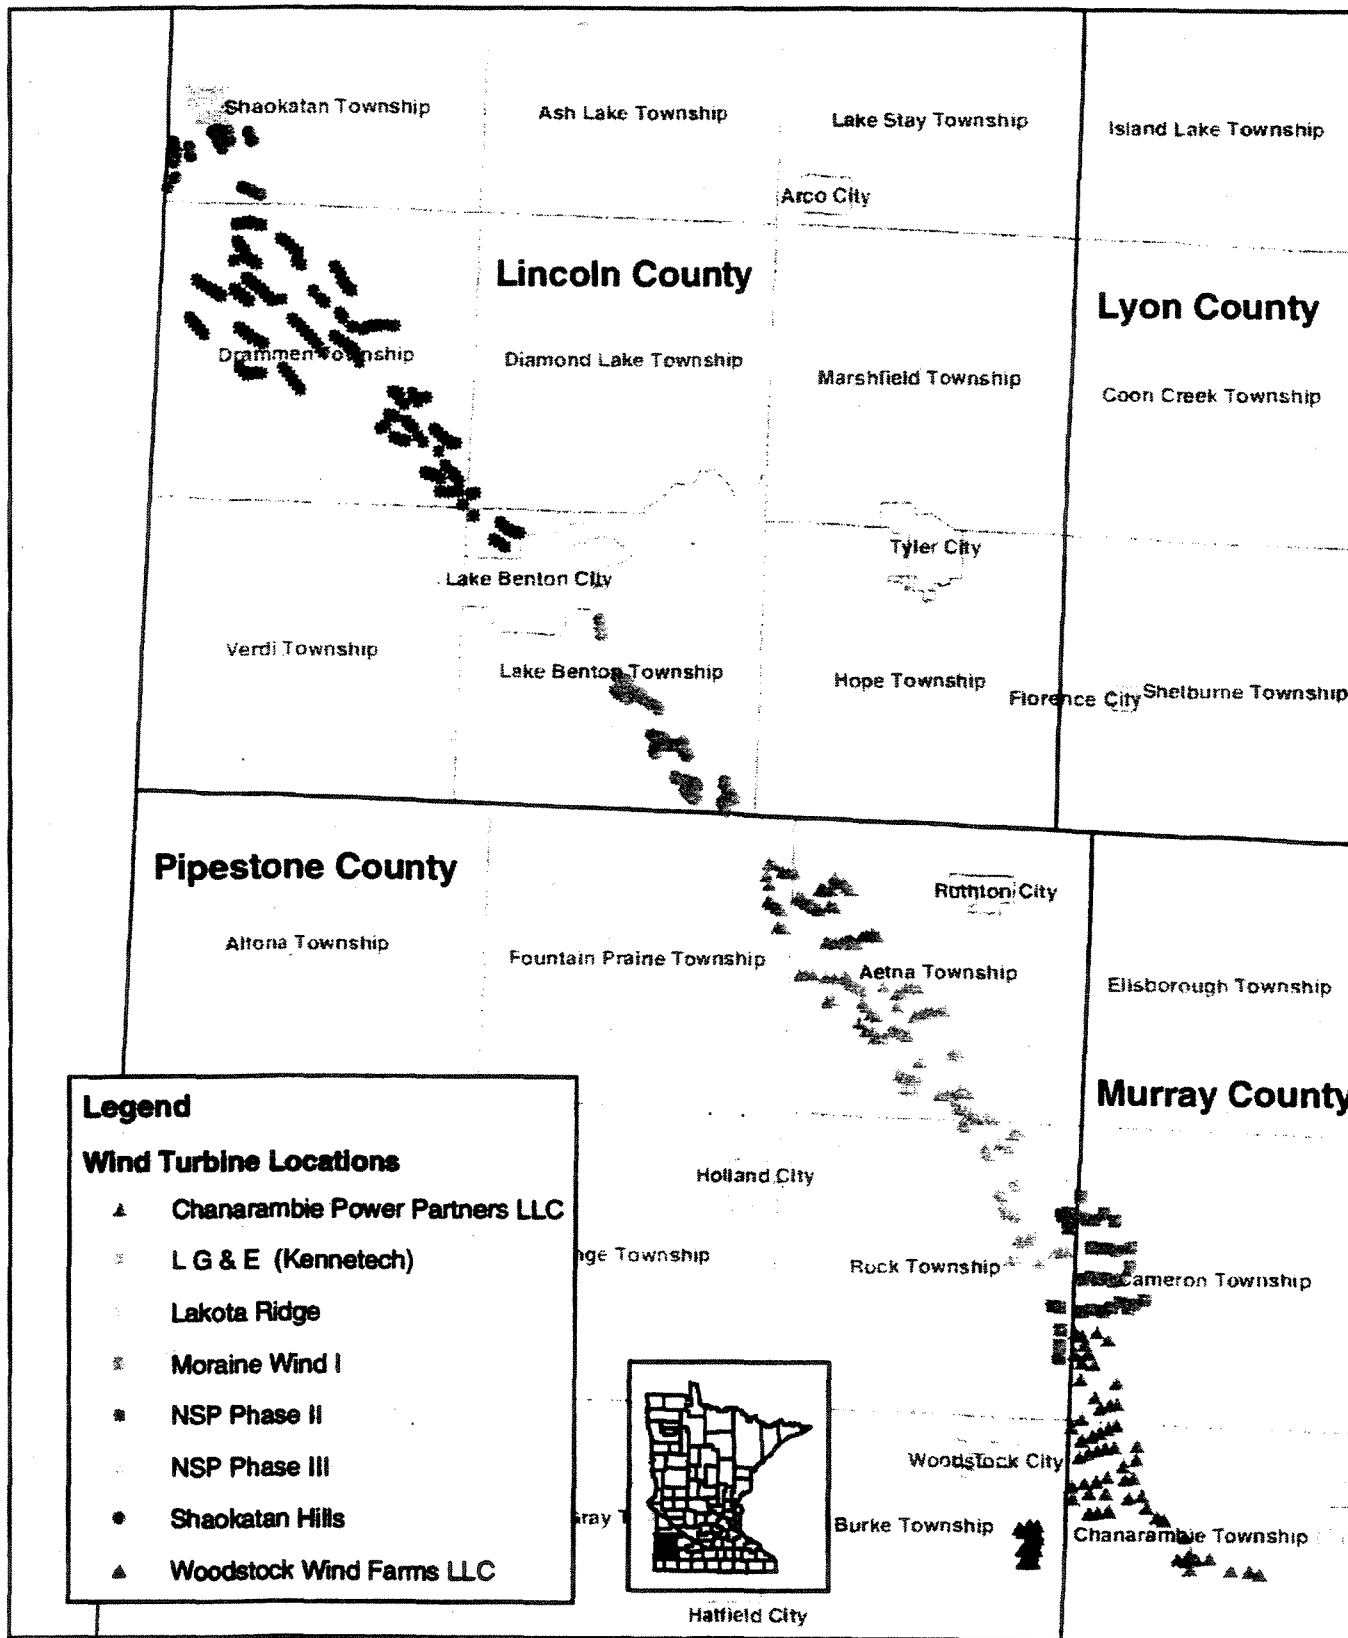 Shaokatan Township
Ash Lake Township
Lake Stay Township
Island Lake Township
Arco City
Lincoln County
Lyon County
Drammen Township
Diamond Lake Township
Marshfield Township
Coon Creek Township
Tyler City
Lake Benton City
Verdi Township
Lake Benton Township
Hope Township
Florence City
Shelburne Township
Pipestone County
Ruthton City
Altona Township
Fountain Prairie Township
Aetna Township
Ellsborough Township
Murray County
Legend
Wind Turbine Locations
Chanarambie Power Partners LLC
L G & E (Kennetech)
Lakota Ridge
Moraine Wind I
NSP Phase II
NSP Phase III
Shaokatan Hills
Woodstock Wind Farms LLC
Holland City
nge Township
Rock Township
Cameron Township
Woodstock City
Gray T
Burke Township
Chanarambie Township
Hatfield City